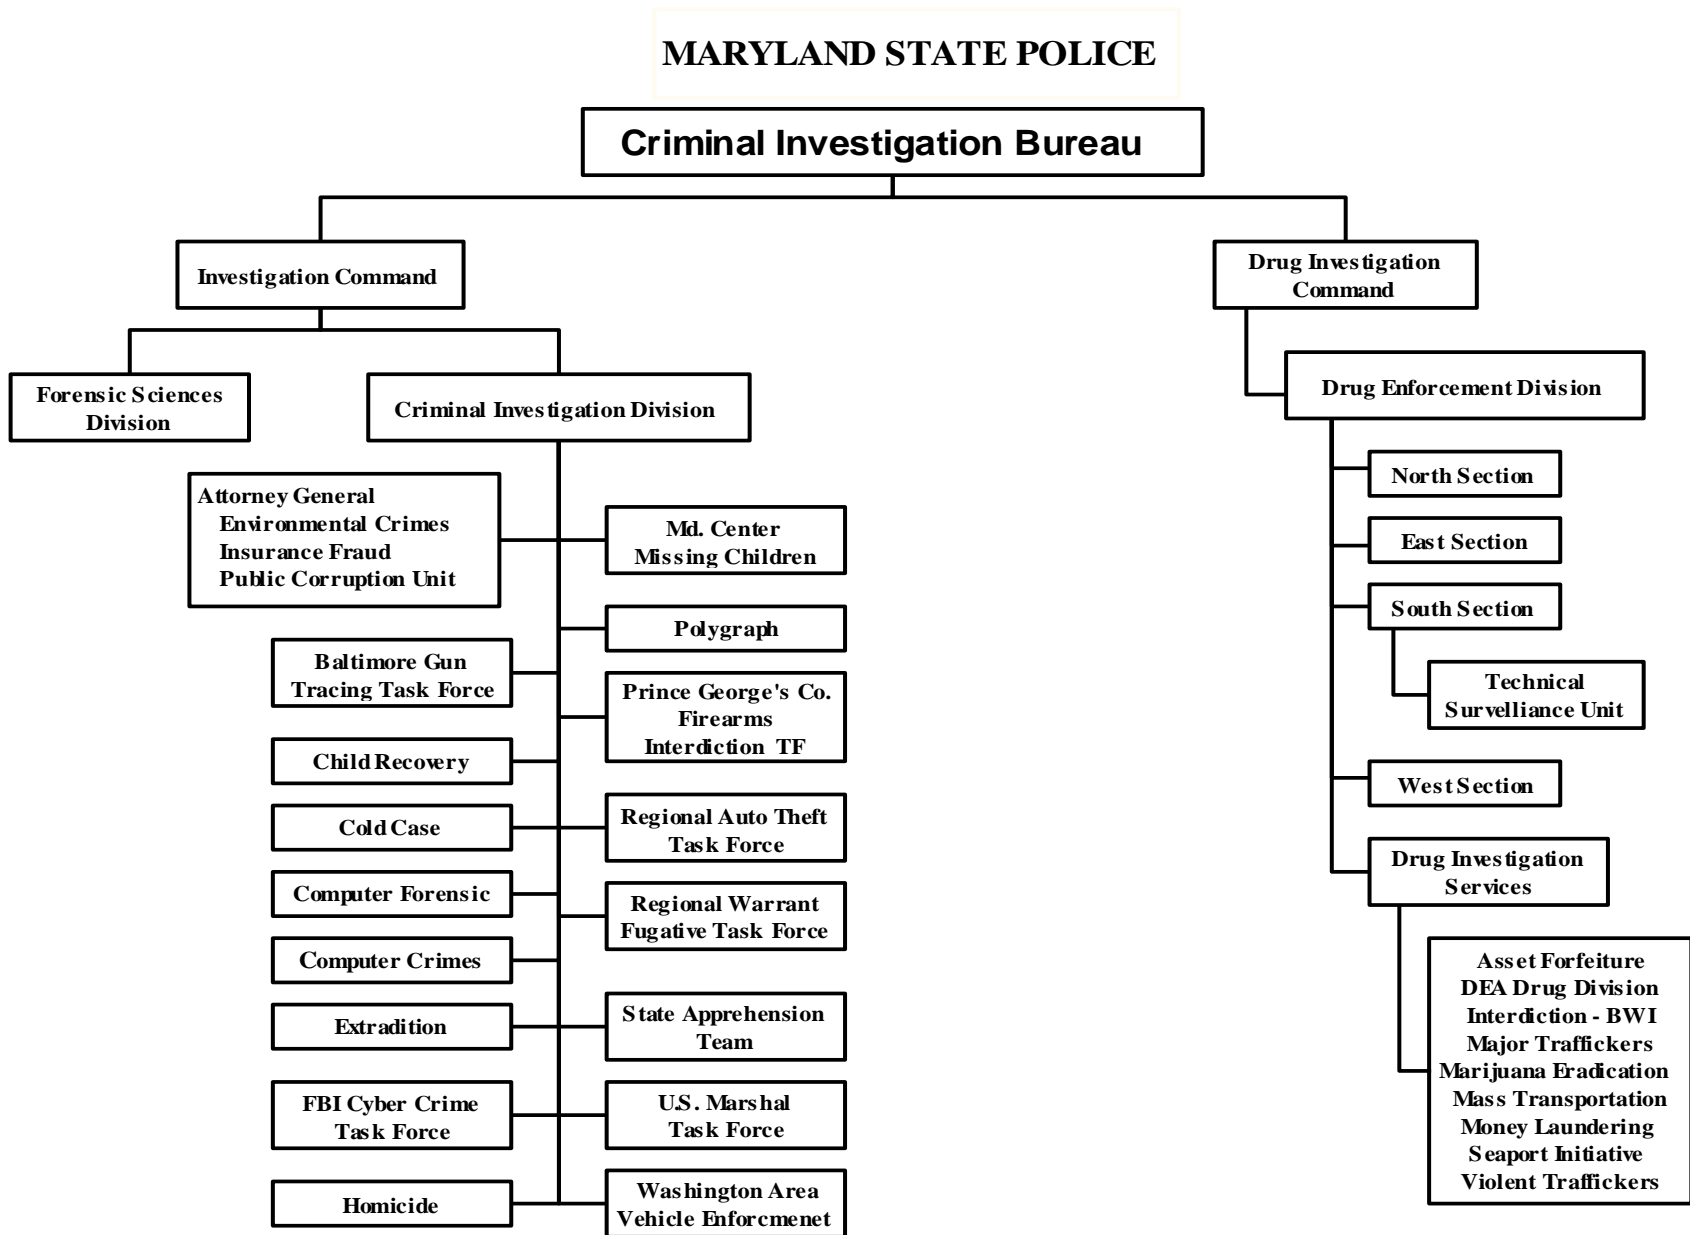 MARYLAND STATE POLICE
Criminal Investigation Bureau
Investigation Command
Forensic Sciences
Division
Criminal Investigation Division
Attorney General
Environmental Crimes
Insurance Fraud
Public Corruption Unit
Baltimore Gun
Tracing Task Force
Child Recovery
Cold Case
Computer Forensic
Computer Crimes
Extradition
FBI Cyber Crime
Task Force
Homicide
Md. Center
Missing Children
Polygraph
Prince George's Co.
Firearms
Interdiction TF
Regional Auto Theft
Task Force
Regional Warrant
Fugative Task Force
State Apprehension
Team
U.S. Marshal
Task Force
Washington Area
Vehicle Enforcmenet
Drug Investigation
Command
Drug Enforcement Division
North Section
East Section
South Section
Technical
Survelliance Unit
West Section
Drug Investigation
Services
Asset Forfeiture
DEA Drug Division
Interdiction - BWI
Major Traffickers
Marijuana Eradication
Mass Transportation
Money Laundering
Seaport Initiative
Violent Traffickers